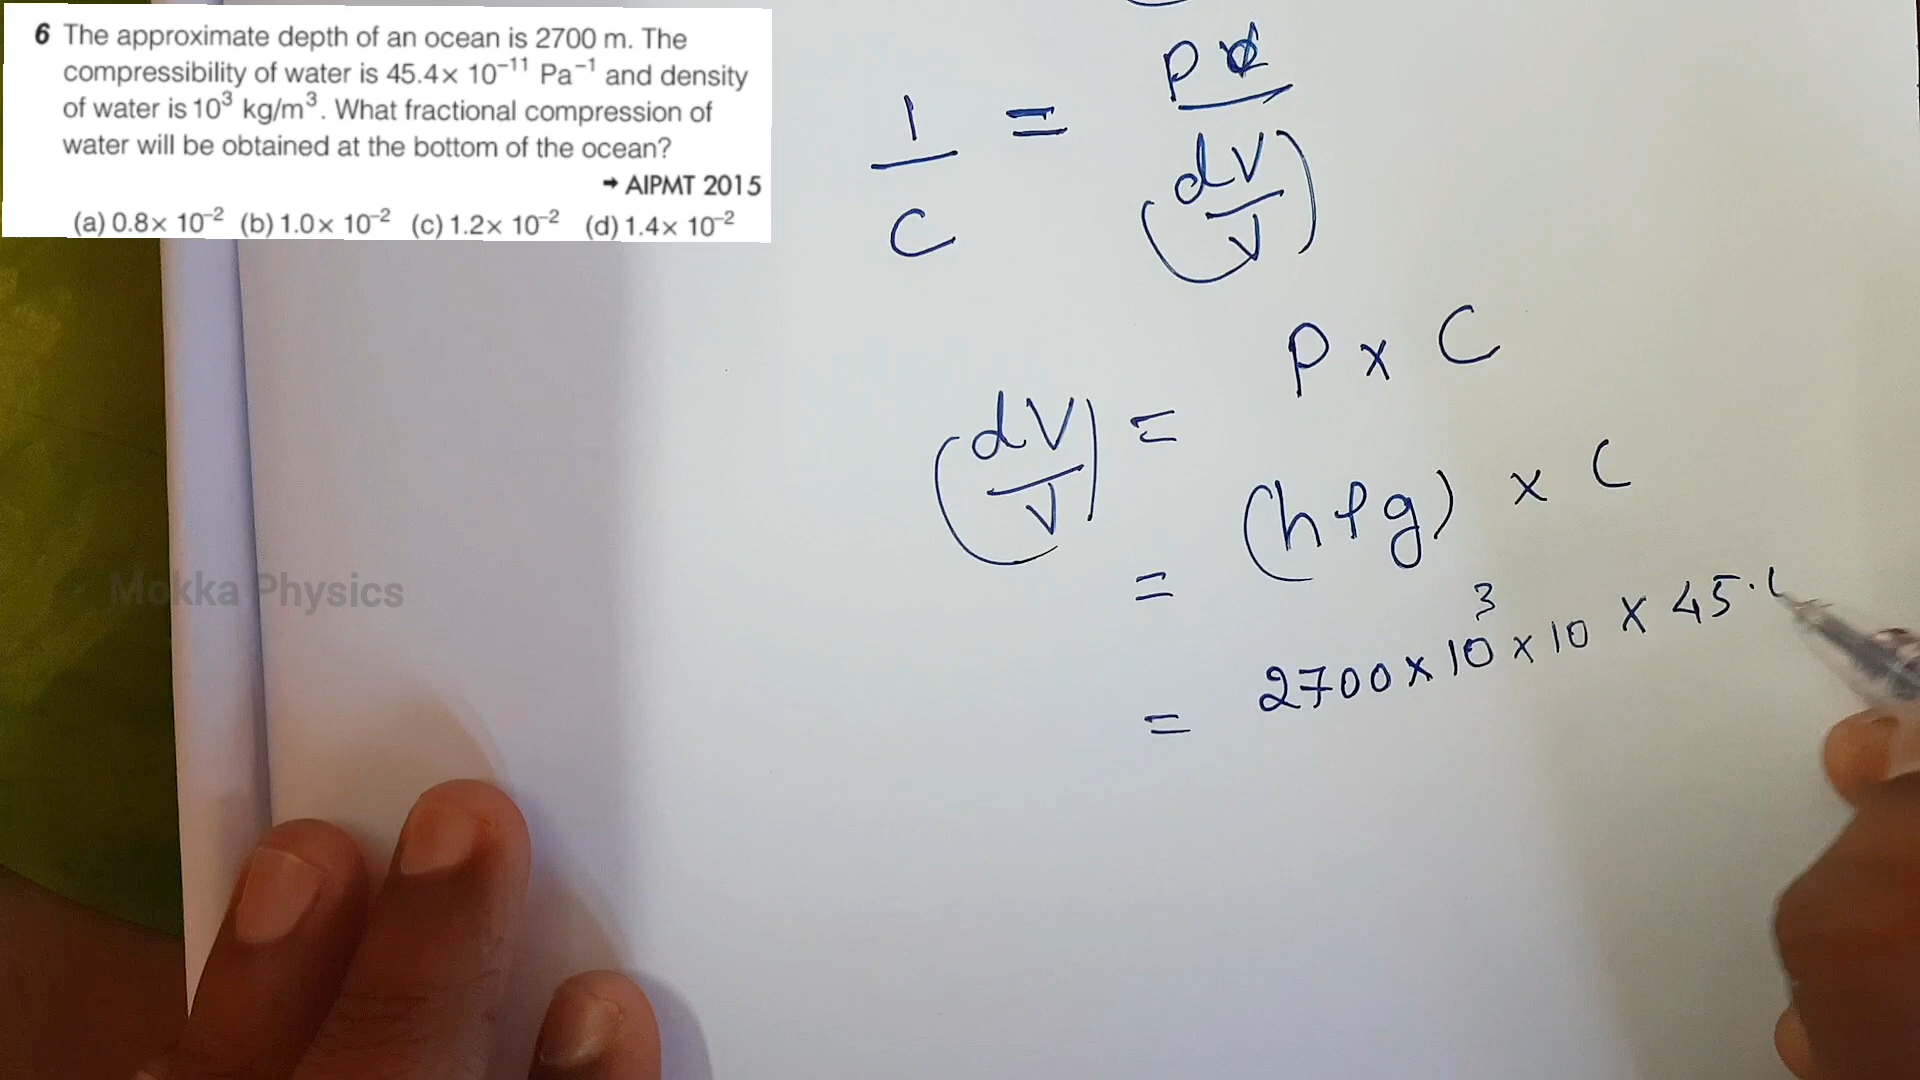 6 The approximate depth of an ocean is 2700 m. The
compressibility of water is 45.4× 10⁻¹¹ Pa⁻¹ and density
of water is 10³ kg/m³. What fractional compression of
water will be obtained at the bottom of the ocean?
→ AIPMT 2015
(a) 0.8× 10⁻² (b) 1.0× 10⁻² (c) 1.2× 10⁻² (d) 1.4× 10⁻²
1/C = P/(dV/V)
(dV/V) = P × C
= (hρg) × C
= 2700 × 10³ × 10 × 45.
Mokka Physics